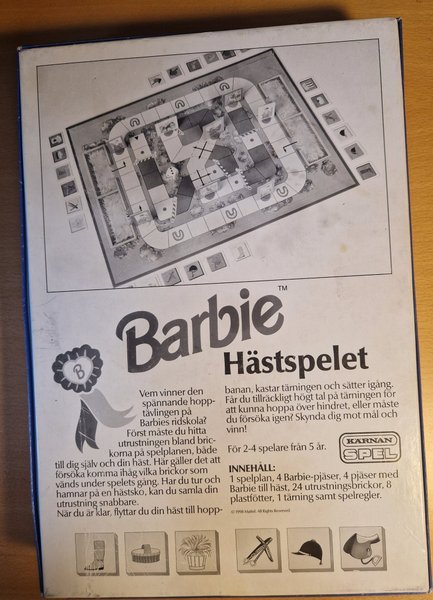 Barbie™
Hästspelet
B
Vem vinner den
spännande hopp-
tävlingen på
Barbies ridskola?
Först måste du hitta
utrustningen bland bric-
korna på spelplanen, både
till dig själv och din häst. Här gäller det att
försöka komma ihåg vilka brickor som
vänds under spelets gång. Har du tur och
hamnar på en hästsko, kan du samla din
utrustning snabbare.
När du är klar, flyttar du din häst till hopp-
banan, kastar tärningen och sätter igång.
Får du tillräckligt högt tal på tärningen för
att kunna hoppa över hindret, eller måste
du försöka igen? Skynda dig mot mål och
vinn!
För 2-4 spelare från 5 år.
KARNAN
SPEL
INNEHÅLL:
1 spelplan, 4 Barbie-pjäser, 4 pjäser med
Barbie till häst, 24 utrustningsbrickor, 8
plastfötter, 1 tärning samt spelregler.
© 1998 Mattel. All Rights Reserved